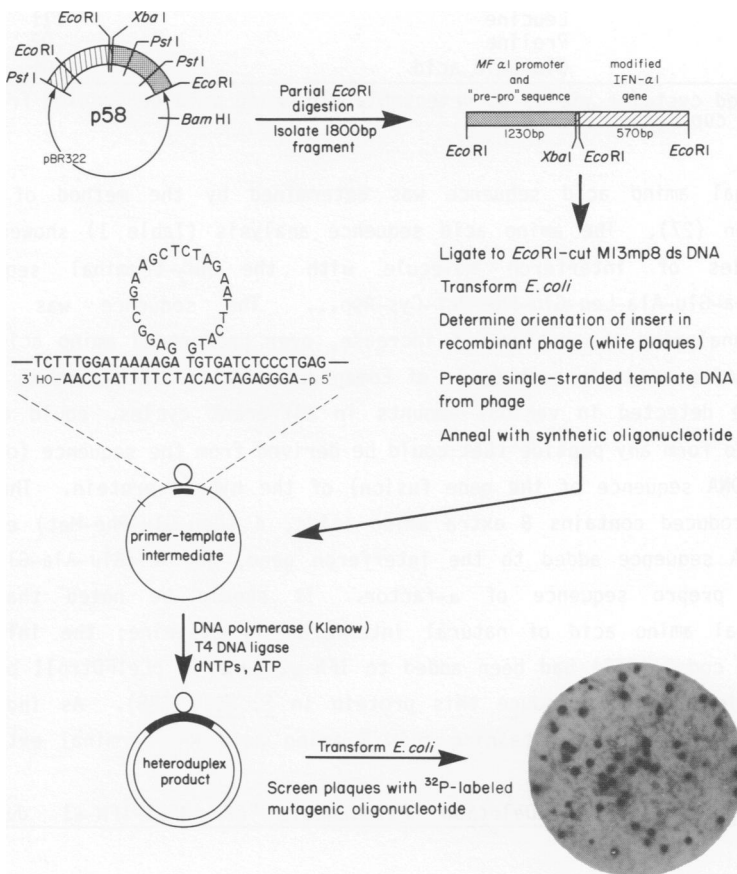 EcoRI
XbaI
EcoRI
PstI
PstI
PstI
EcoRI
p58
BamHI
pBR322
Partial EcoRI
digestion
Isolate 1800bp
fragment
MF α1 promoter
and
"pre-pro" sequence
modified
IFN-α1
gene
1230bp
570bp
EcoRI
XbaI
EcoRI
EcoRI
Ligate to EcoRI-cut M13mp8 ds DNA
Transform E. coli
Determine orientation of insert in
recombinant phage (white plaques)
Prepare single-stranded template DNA
from phage
Anneal with synthetic oligonucleotide
GAGGCTGAAGCTCTAGAATTCATG
TCTTTGGATAAAAGA TGTGATCTCCCTGAG
3' HO-AACCTATTTTCTACACTAGAGGGA-p 5'
primer-template
intermediate
DNA polymerase (Klenow)
T4 DNA ligase
dNTPs, ATP
heteroduplex
product
Transform E. coli
Screen plaques with ³²P-labeled
mutagenic oligonucleotide